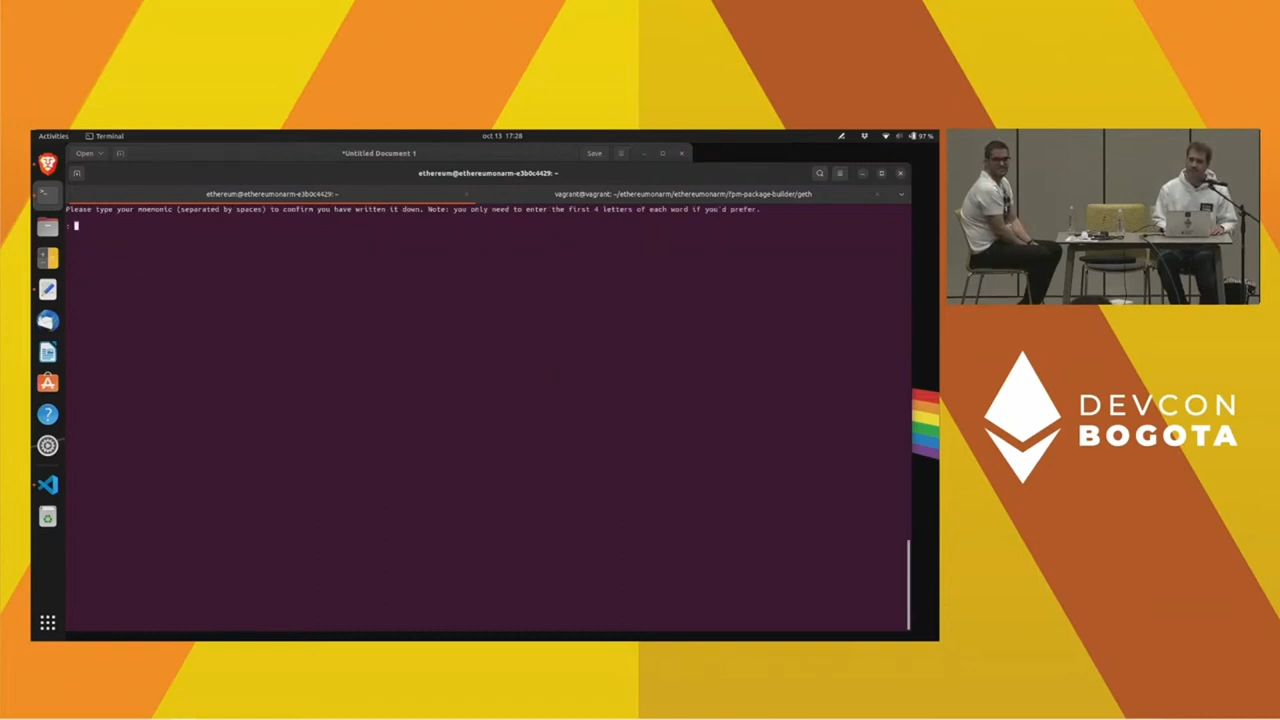 Activities
Terminal
oct 13 17:28
97 %
Open
*Untitled Document 1
Save
ethereum@ethereumonarm-e3b0c4429: ~
ethereum@ethereumonarm-e3b0c4429: ~
vagrant@vagrant: ~/ethereumonarm/ethereumonarm/fpm-package-builder/geth
Please type your mnemonic (separated by spaces) to confirm you have written it down. Note: you only need to enter the first 4 letters of each word if you'd prefer.
:
DEVCON
BOGOTA